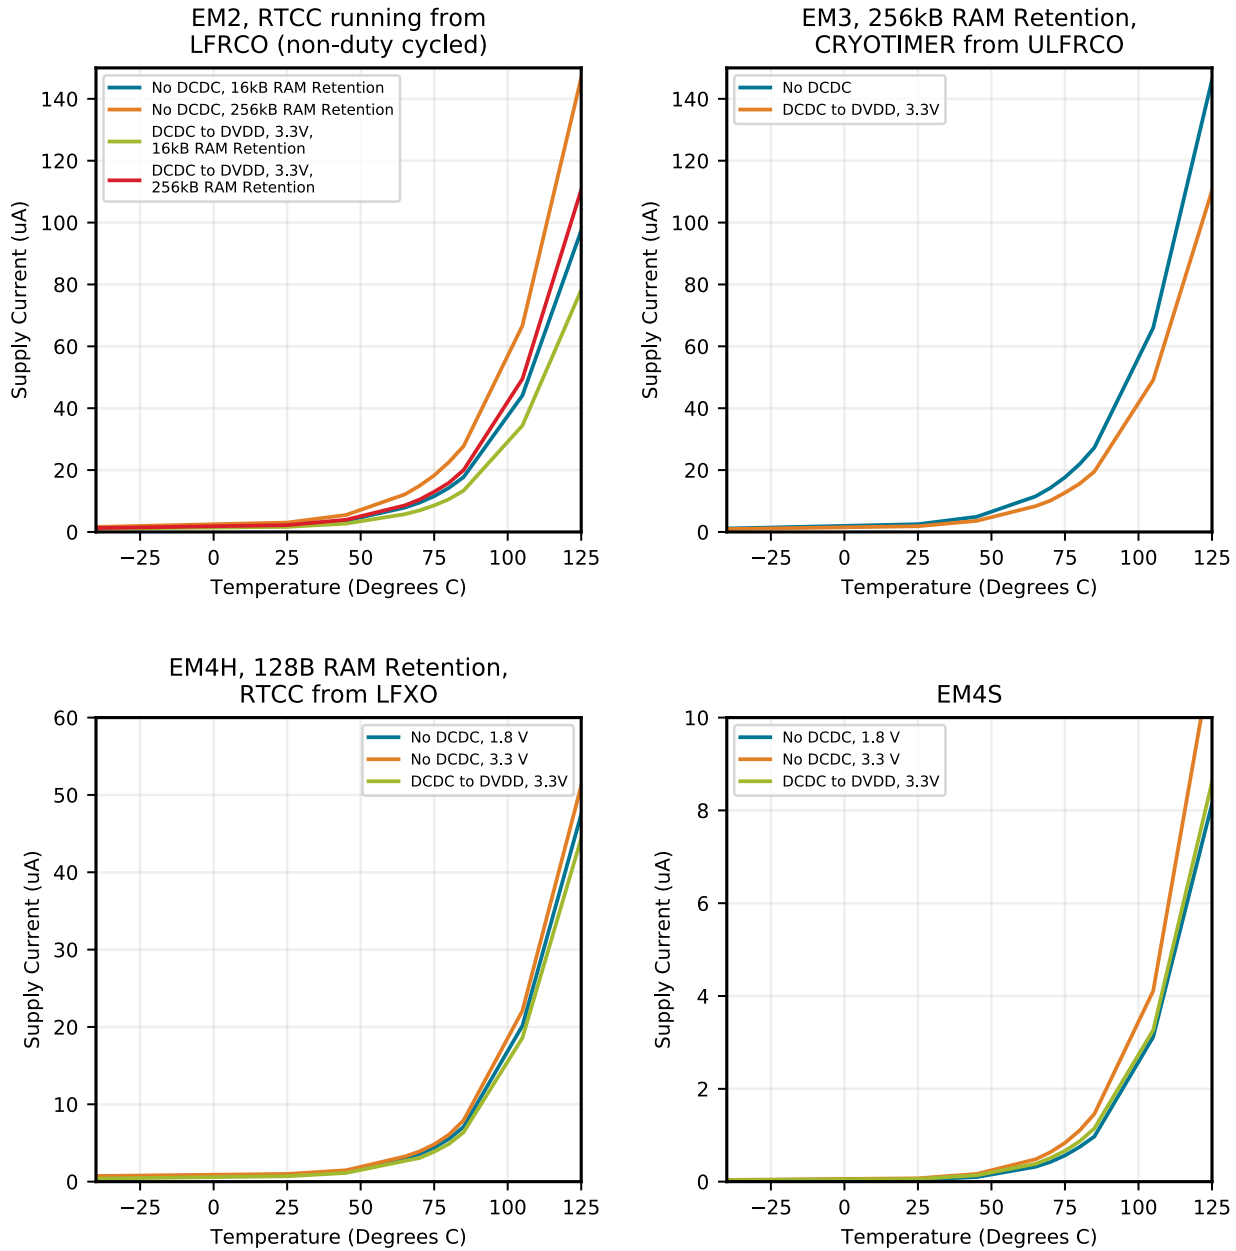 EM2, RTCC running from
LFRCO (non-duty cycled)
No DCDC, 16kB RAM Retention
No DCDC, 256kB RAM Retention
DCDC to DVDD, 3.3V,
16kB RAM Retention
DCDC to DVDD, 3.3V,
256kB RAM Retention
140
120
100
80
60
40
20
0
Supply Current (uA)
−25 0 25 50 75 100 125
Temperature (Degrees C)
EM3, 256kB RAM Retention,
CRYOTIMER from ULFRCO
No DCDC
DCDC to DVDD, 3.3V
140
120
100
80
60
40
20
0
Supply Current (uA)
−25 0 25 50 75 100 125
Temperature (Degrees C)
EM4H, 128B RAM Retention,
RTCC from LFXO
No DCDC, 1.8 V
No DCDC, 3.3 V
DCDC to DVDD, 3.3V
60
50
40
30
20
10
0
Supply Current (uA)
−25 0 25 50 75 100 125
Temperature (Degrees C)
EM4S
No DCDC, 1.8 V
No DCDC, 3.3 V
DCDC to DVDD, 3.3V
10
8
6
4
2
0
Supply Current (uA)
−25 0 25 50 75 100 125
Temperature (Degrees C)